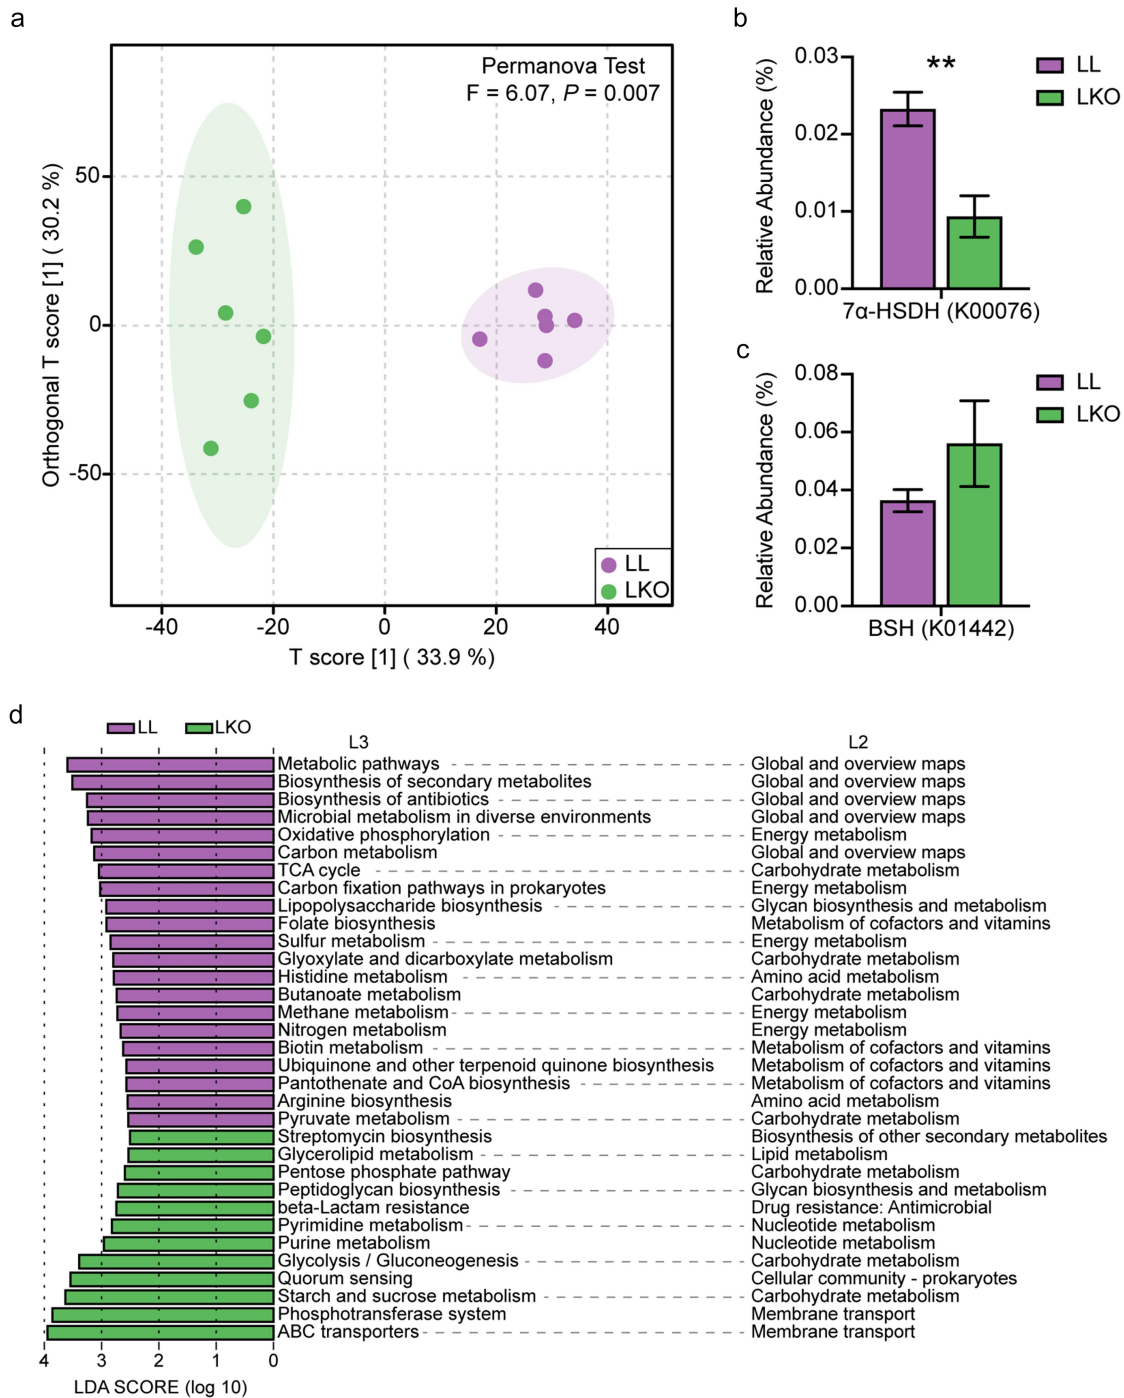 a
Permanova Test
F = 6.07, P = 0.007
Orthogonal T score [1] ( 30.2 %)
50
0
-50
LL
LKO
-40
-20
0
20
40
T score [1] ( 33.9 %)
b
Relative Abundance (%)
0.03
0.02
0.01
0.00
**
LL
LKO
7α-HSDH (K00076)
c
Relative Abundance (%)
0.08
0.06
0.04
0.02
0.00
LL
LKO
BSH (K01442)
d
LL
LKO
L3 L2
Metabolic pathways Global and overview maps
Biosynthesis of secondary metabolites Global and overview maps
Biosynthesis of antibiotics Global and overview maps
Microbial metabolism in diverse environments Global and overview maps
Oxidative phosphorylation Energy metabolism
Carbon metabolism Global and overview maps
TCA cycle Carbohydrate metabolism
Carbon fixation pathways in prokaryotes Energy metabolism
Lipopolysaccharide biosynthesis Glycan biosynthesis and metabolism
Folate biosynthesis Metabolism of cofactors and vitamins
Sulfur metabolism Energy metabolism
Glyoxylate and dicarboxylate metabolism Carbohydrate metabolism
Histidine metabolism Amino acid metabolism
Butanoate metabolism Carbohydrate metabolism
Methane metabolism Energy metabolism
Nitrogen metabolism Energy metabolism
Biotin metabolism Metabolism of cofactors and vitamins
Ubiquinone and other terpenoid quinone biosynthesis Metabolism of cofactors and vitamins
Pantothenate and CoA biosynthesis Metabolism of cofactors and vitamins
Arginine biosynthesis Amino acid metabolism
Pyruvate metabolism Carbohydrate metabolism
Streptomycin biosynthesis Biosynthesis of other secondary metabolites
Glycerolipid metabolism Lipid metabolism
Pentose phosphate pathway Carbohydrate metabolism
Peptidoglycan biosynthesis Glycan biosynthesis and metabolism
beta-Lactam resistance Drug resistance: Antimicrobial
Pyrimidine metabolism Nucleotide metabolism
Purine metabolism Nucleotide metabolism
Glycolysis / Gluconeogenesis Carbohydrate metabolism
Quorum sensing Cellular community - prokaryotes
Starch and sucrose metabolism Carbohydrate metabolism
Phosphotransferase system Membrane transport
ABC transporters Membrane transport
4 3 2 1 0
LDA SCORE (log 10)